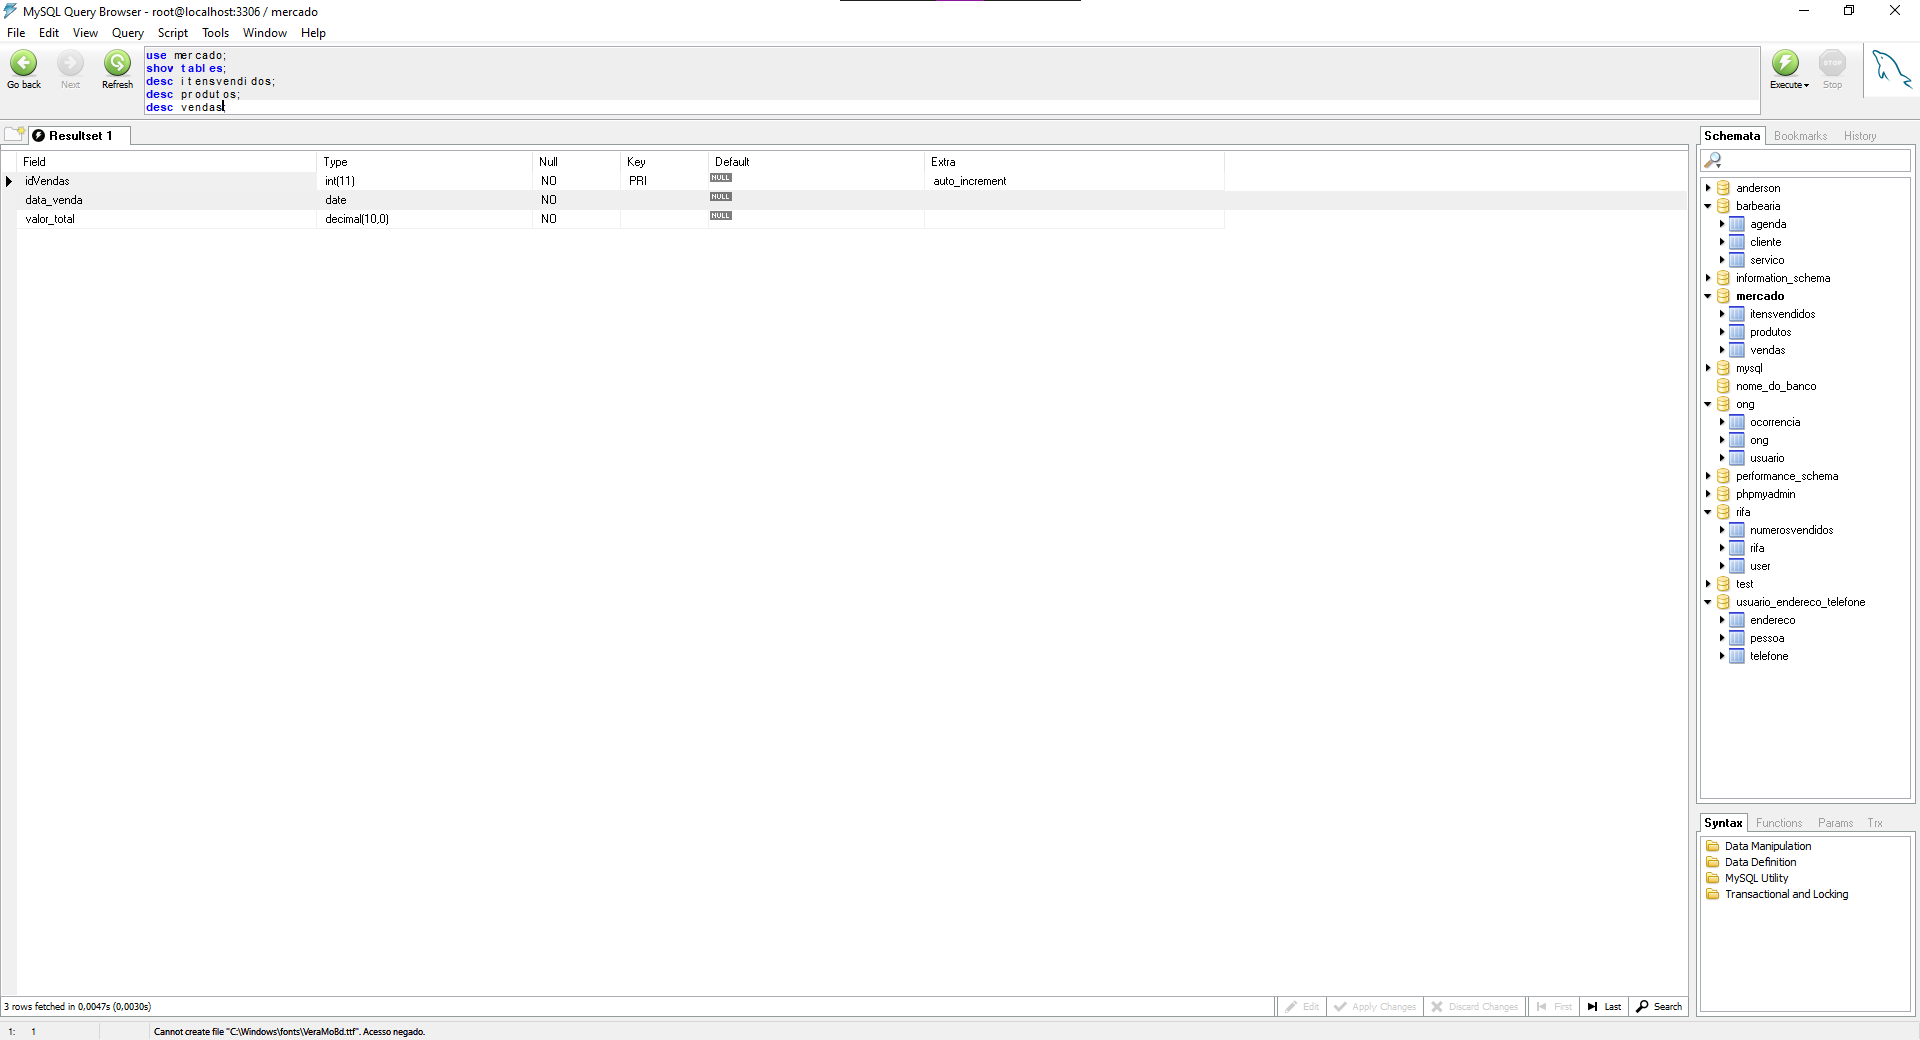 MySQL Query Browser - root@localhost:3306 / mercado
File Edit View Query Script Tools Window Help
Go back Next Refresh
use mercado;
show tables;
desc itensvendidos;
desc produtos;
desc vendas;
Execute Stop
STOP
Resultset 1
Field Type Null Key Default Extra
idVendas int(11) NO PRI NULL auto_increment
data_venda date NO NULL
valor_total decimal(10,0) NO NULL
Schemata Bookmarks History
anderson
barbearia
agenda
cliente
servico
information_schema
mercado
itensvendidos
produtos
vendas
mysql
nome_do_banco
ong
ocorrencia
ong
usuario
performance_schema
phpmyadmin
rifa
numerosvendidos
rifa
user
test
usuario_endereco_telefone
endereco
pessoa
telefone
Syntax Functions Params Trx
Data Manipulation
Data Definition
MySQL Utility
Transactional and Locking
3 rows fetched in 0,0047s (0,0030s)
Edit Apply Changes Discard Changes First Last Search
1: 1 Cannot create file "C:\Windows\fonts\VeraMoBd.ttf". Acesso negado.